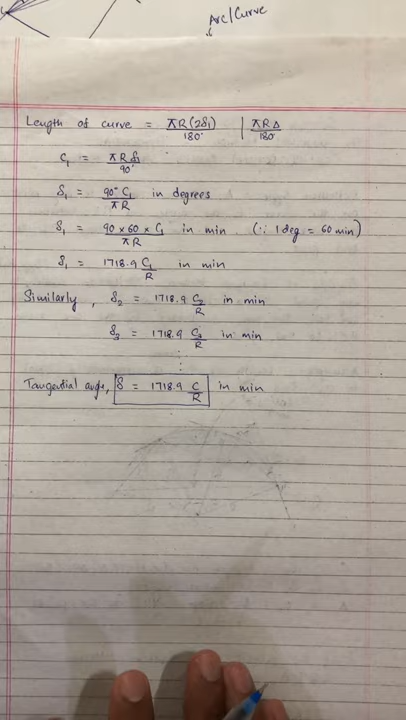 Arc/Curve
Length of curve = πR(2δ₁)/180° | πRΔ/180
C₁ = πRδ₁/90°
δ₁ = 90° C₁/πR in degrees
δ₁ = 90 × 60 × C₁/πR in min (∵ 1 deg = 60 min)
δ₁ = 1718.9 C₁/R in min
Similarly, δ₂ = 1718.9 C₂/R in min
δ₃ = 1718.9 C₃/R in min
⋮
Tangential angle, δ = 1718.9 C/R in min